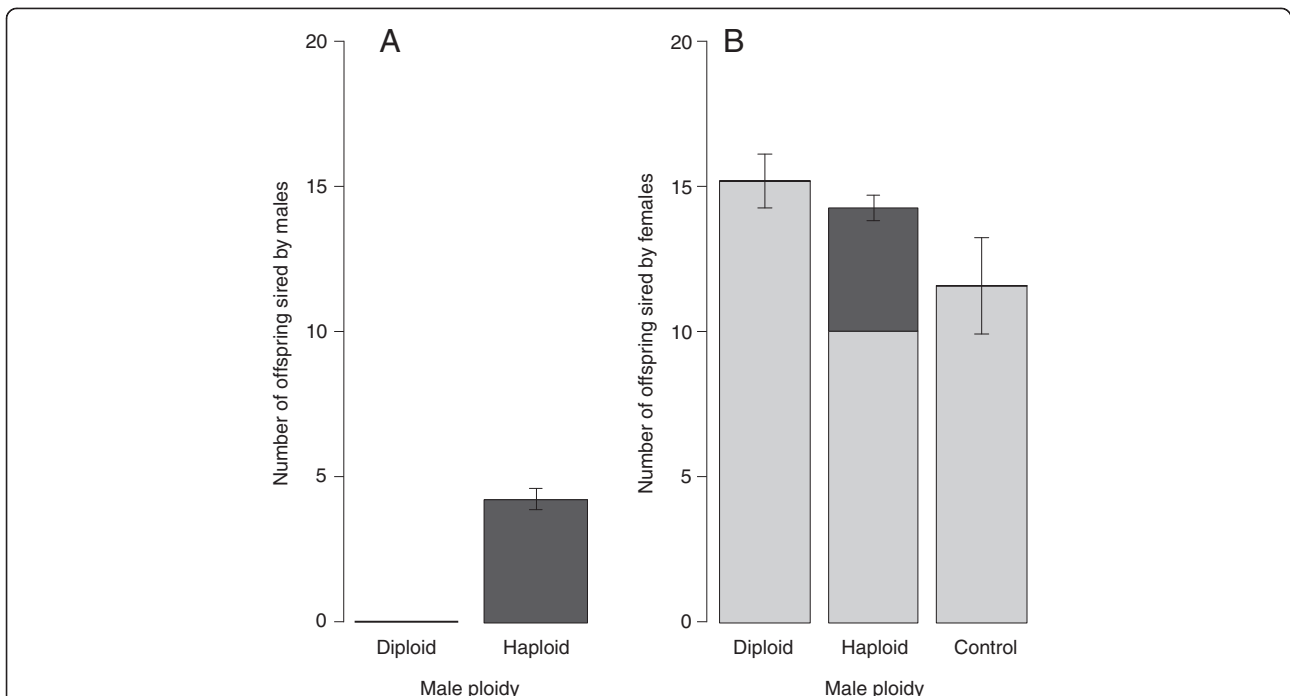 A
Number of offspring sired by males
20
15
10
5
0
Diploid Haploid
Male ploidy
B
Number of offspring sired by females
20
15
10
5
0
Diploid Haploid Control
Male ploidy